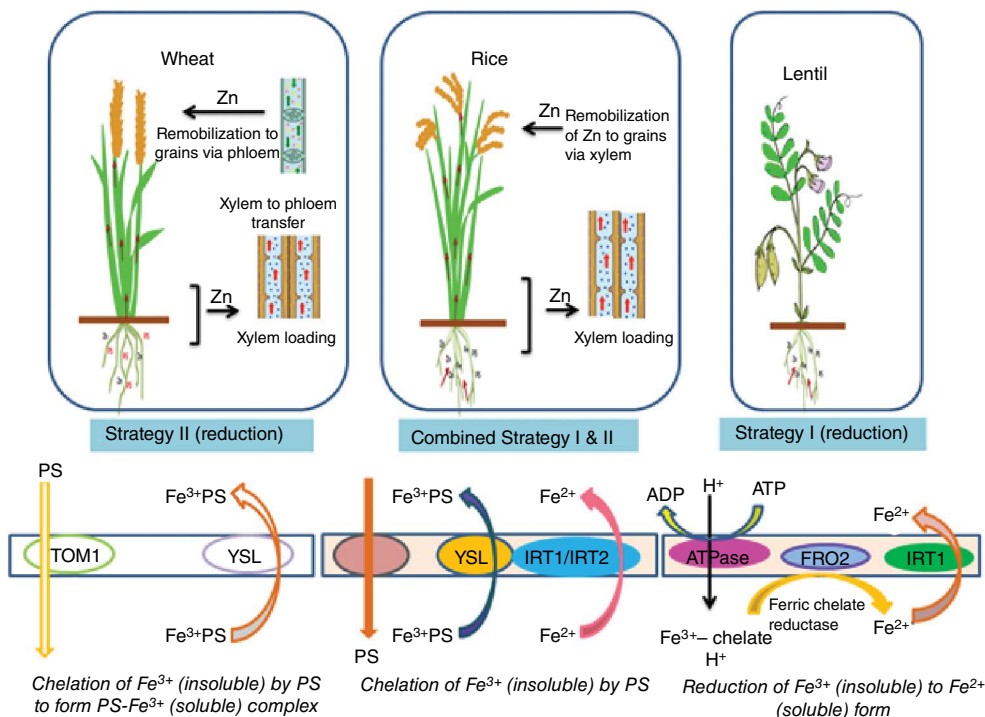 Wheat
Zn
Remobilization to
grains via phloem
Xylem to phloem
transfer
Zn
Xylem loading
Rice
Zn
Remobilization
of Zn to grains
via xylem
Zn
Xylem loading
Lentil
Strategy II (reduction)
Combined Strategy I & II
Strategy I (reduction)
PS
Fe³⁺PS
TOM1
YSL
Fe³⁺PS
Chelation of Fe³⁺ (insoluble) by PS
to form PS-Fe³⁺ (soluble) complex
Fe³⁺PS
Fe²⁺
YSL
IRT1/IRT2
Fe³⁺PS
Fe²⁺
PS
Chelation of Fe³⁺ (insoluble) by PS
ADP
H⁺
ATP
Fe²⁺
ATPase
FRO2
IRT1
Ferric chelate
reductase
Fe²⁺
Fe³⁺– chelate
H⁺
Reduction of Fe³⁺ (insoluble) to Fe²⁺
(soluble) form